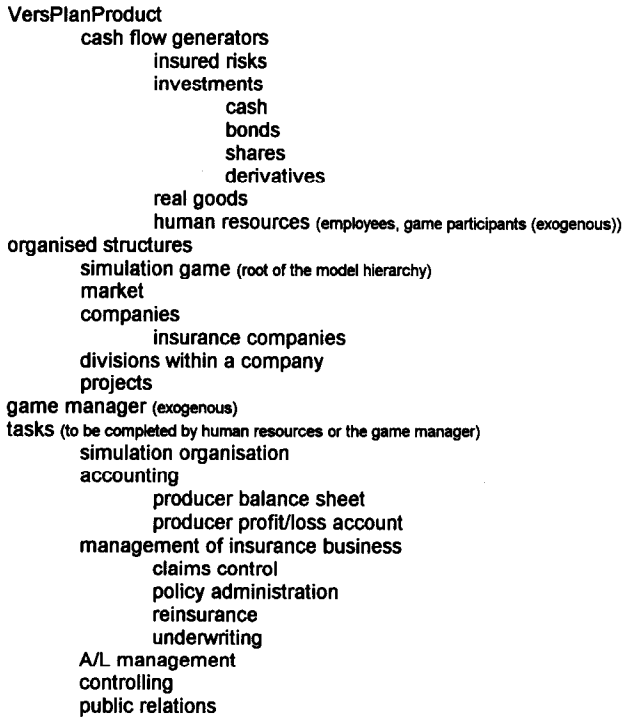 VersPlanProduct
cash flow generators
insured risks
investments
cash
bonds
shares
derivatives
real goods
human resources (employees, game participants (exogenous))
organised structures
simulation game (root of the model hierarchy)
market
companies
insurance companies
divisions within a company
projects
game manager (exogenous)
tasks (to be completed by human resources or the game manager)
simulation organisation
accounting
producer balance sheet
producer profit/loss account
management of insurance business
claims control
policy administration
reinsurance
underwriting
A/L management
controlling
public relations